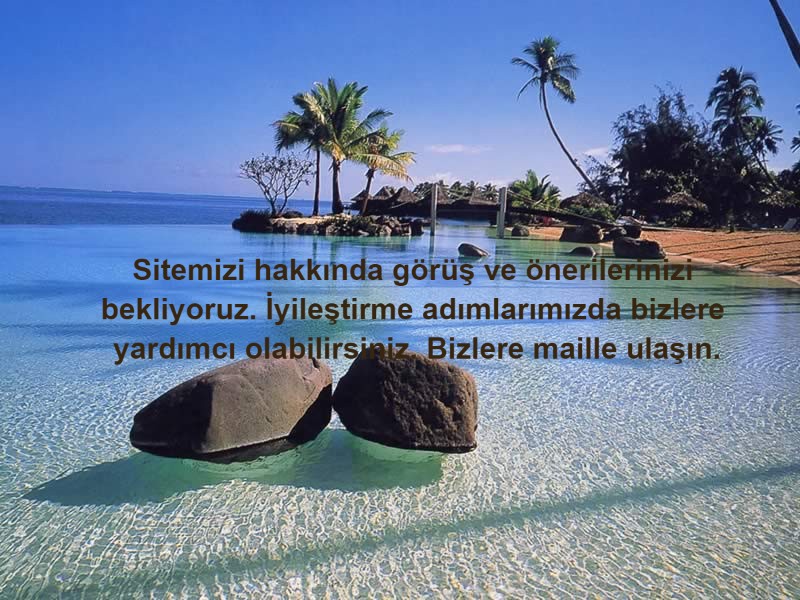 Sitemizi hakkında görüş ve önerilerinizi
bekliyoruz. İyileştirme adımlarımızda bizlere
yardımcı olabilirsiniz. Bizlere maille ulaşın.